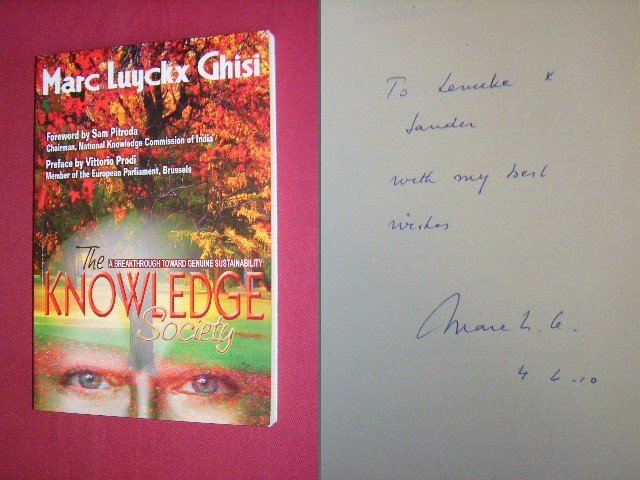 Marc Luyckx Ghisi
Foreword by Sam Pitroda
Chairman, National Knowledge Commission of India
Preface by Vittorio Prodi
Member of the European Parliament, Brussels
The
A BREAKTHROUGH TOWARD GENUINE SUSTAINABILITY
KNOWLEDGE
Society
To &
Sander
with my best
wishes
Marc L. G.
4.6.10